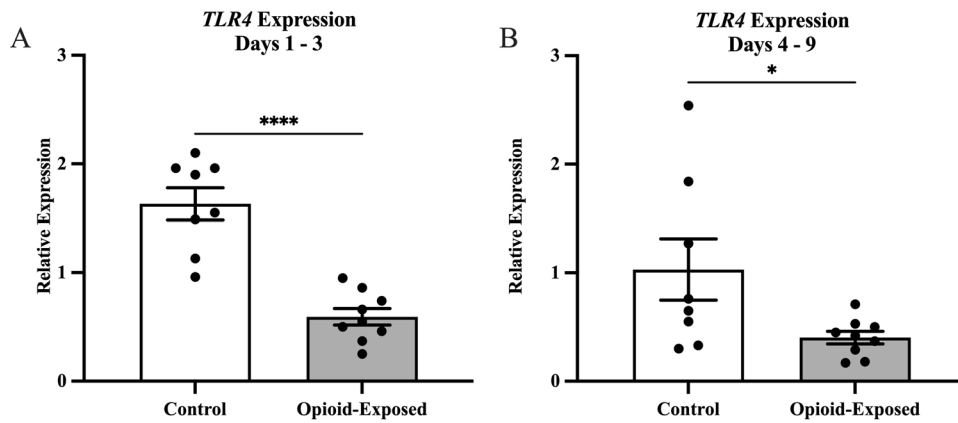 A
TLR4 Expression
Days 1 - 3
3
2
1
0
Relative Expression
****
Control
Opioid-Exposed
B
TLR4 Expression
Days 4 - 9
3
2
1
0
Relative Expression
*
Control
Opioid-Exposed